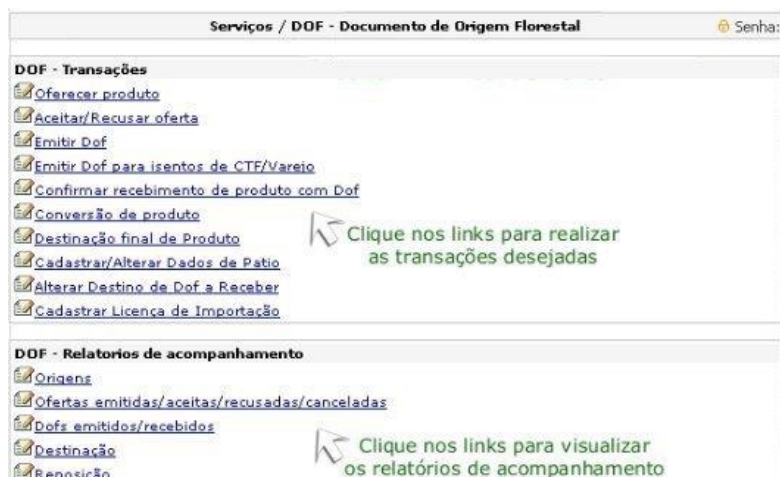 Serviços / DOF - Documento de Origem Florestal Senha:
DOF - Transações
Oferecer produto
Aceitar/Recusar oferta
Emitir Dof
Emitir Dof para isentos de CTF/Varejo
Confirmar recebimento de produto com Dof
Conversão de produto
Destinação final de Produto
Cadastrar/Alterar Dados de Patio
Alterar Destino de Dof a Receber
Cadastrar Licença de Importação
Clique nos links para realizar
as transações desejadas
DOF - Relatorios de acompanhamento
Origens
Ofertas emitidas/aceitas/recusadas/canceladas
Dofs emitidos/recebidos
Destinação
Reposição
Clique nos links para visualizar
os relatórios de acompanhamento